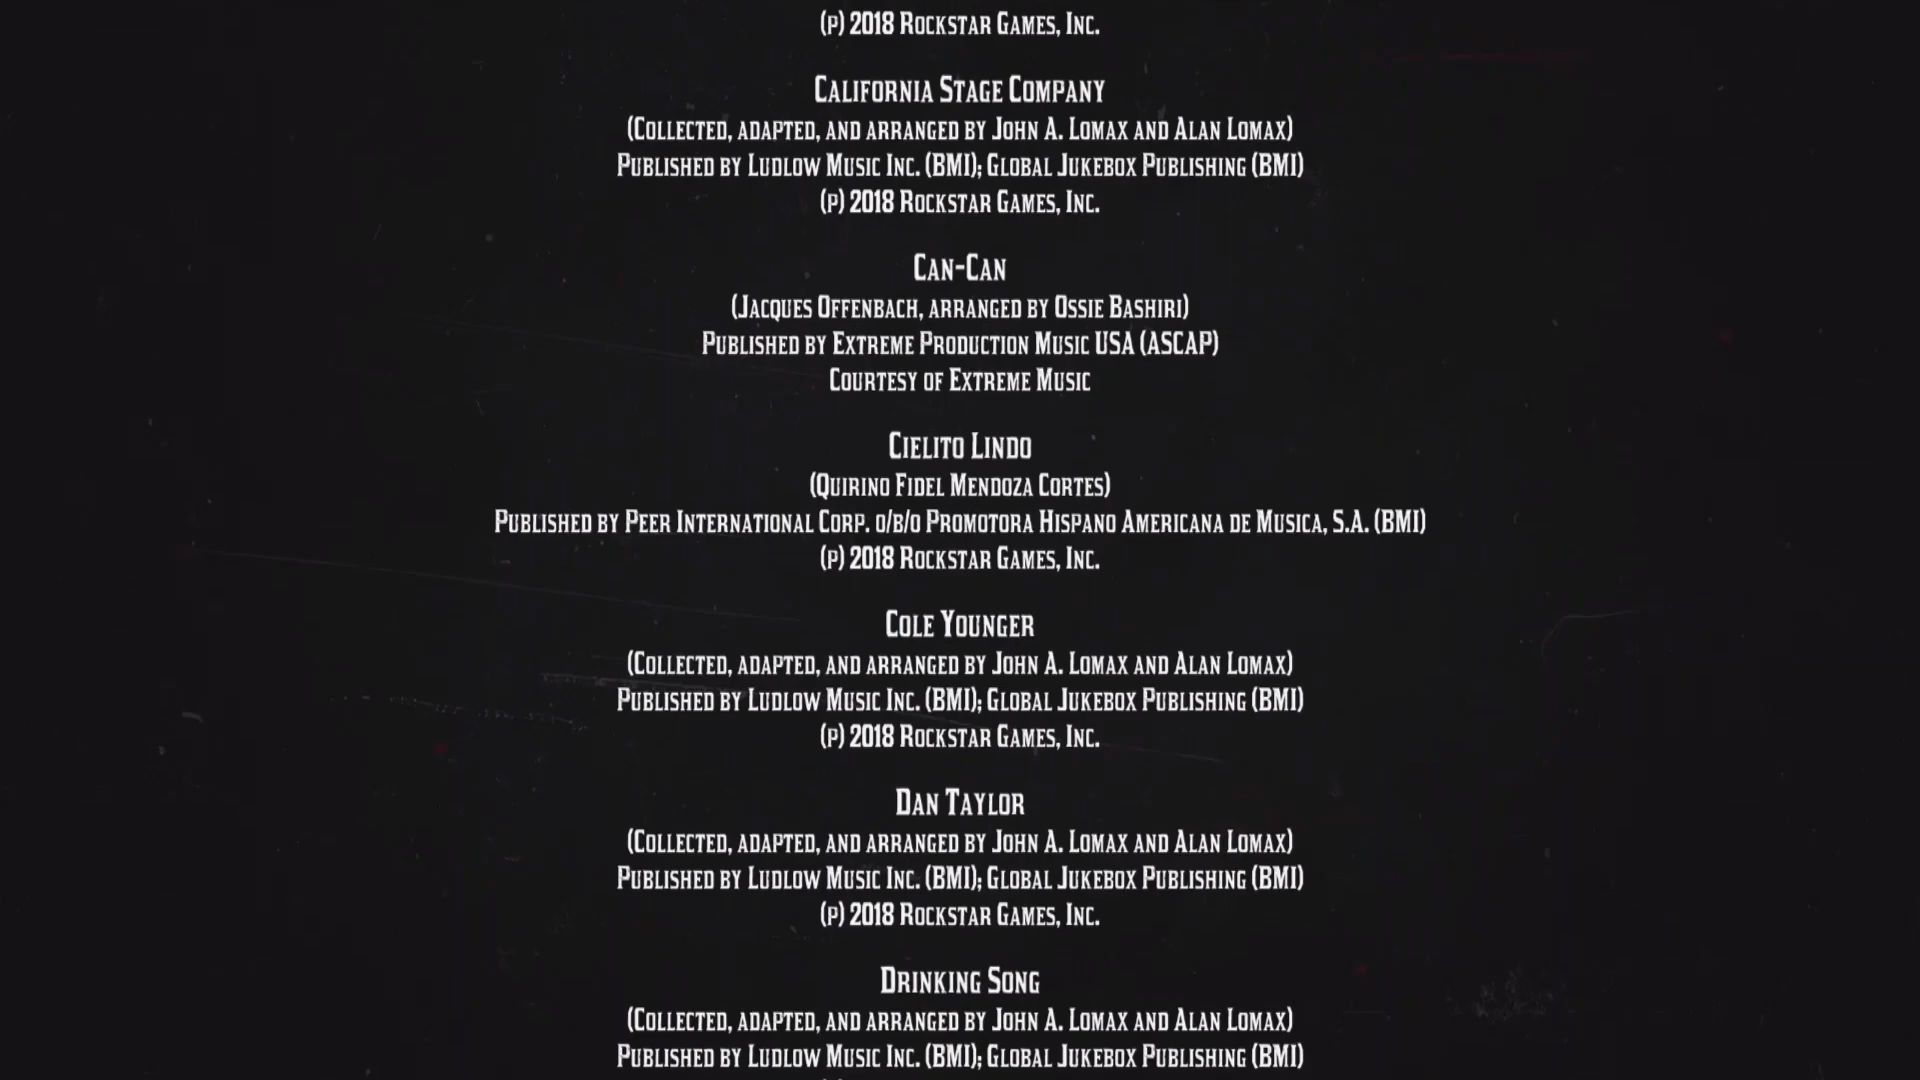 (P) 2018 Rockstar Games, Inc.
California Stage Company
(Collected, adapted, and arranged by John A. Lomax and Alan Lomax)
Published by Ludlow Music Inc. (BMI); Global Jukebox Publishing (BMI)
(P) 2018 Rockstar Games, Inc.
Can-Can
(Jacques Offenbach, arranged by Ossie Bashiri)
Published by Extreme Production Music USA (ASCAP)
Courtesy of Extreme Music
Cielito Lindo
(Quirino Fidel Mendoza Cortes)
Published by Peer International Corp. o/b/o Promotora Hispano Americana de Musica, S.A. (BMI)
(P) 2018 Rockstar Games, Inc.
Cole Younger
(Collected, adapted, and arranged by John A. Lomax and Alan Lomax)
Published by Ludlow Music Inc. (BMI); Global Jukebox Publishing (BMI)
(P) 2018 Rockstar Games, Inc.
Dan Taylor
(Collected, adapted, and arranged by John A. Lomax and Alan Lomax)
Published by Ludlow Music Inc. (BMI); Global Jukebox Publishing (BMI)
(P) 2018 Rockstar Games, Inc.
Drinking Song
(Collected, adapted, and arranged by John A. Lomax and Alan Lomax)
Published by Ludlow Music Inc. (BMI); Global Jukebox Publishing (BMI)